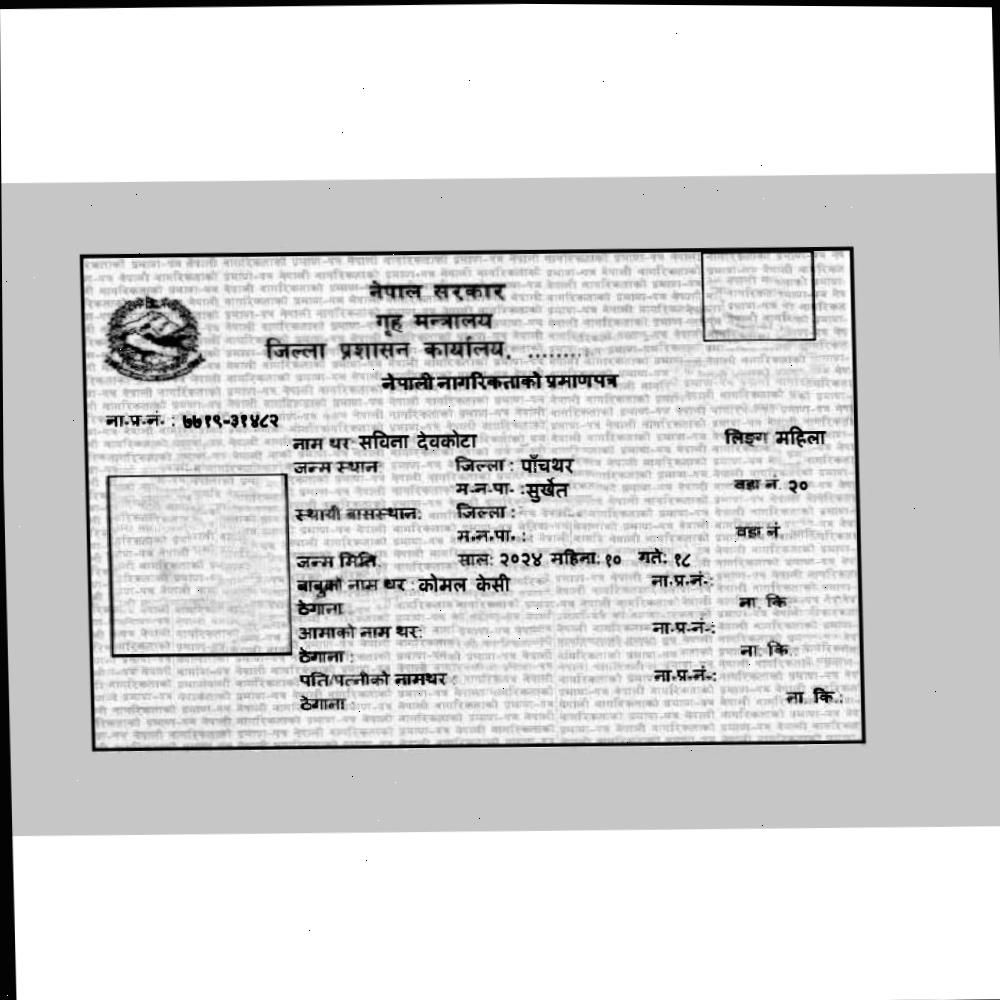 नेपाल सरकार
गृह मन्त्रालय
जिल्ला प्रशासन कार्यालय, .........
नेपाली नागरिकताको प्रमाणपत्र
ना.प्र.नं. : ७७१९-३१४८२
नाम थर: सविना देवकोटा लिङ्ग महिला
जन्म स्थान: जिल्ला : पाँचथर
म.न.पा. : सुर्खेत वडा नं. २०
स्थायी बासस्थान: जिल्ला :
म.न.पा. : वडा नं.
जन्म मिति: साल: २०२४ महिना: १० गते: १८
बाबुको नाम थर : कोमल केसी ना.प्र.नं.:
ठेगाना : ना. कि.
आमाको नाम थर: ना.प्र.नं.:
ठेगाना : ना. कि.:
पति/पत्नीको नामथर : ना.प्र.नं.:
ठेगाना : ना. कि.: